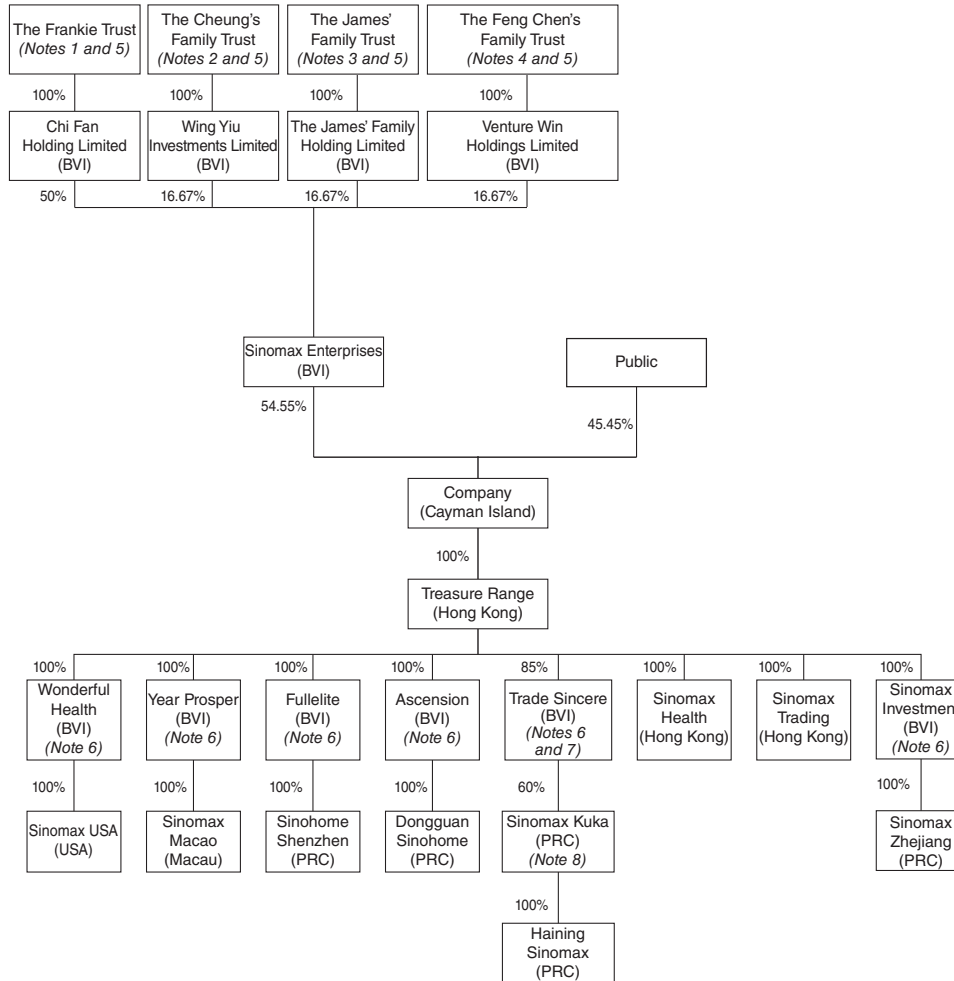 The Frankie Trust
(Notes 1 and 5)
The Cheung's
Family Trust
(Notes 2 and 5)
The James'
Family Trust
(Notes 3 and 5)
The Feng Chen's
Family Trust
(Notes 4 and 5)
100%
100%
100%
100%
Chi Fan
Holding Limited
(BVI)
Wing Yiu
Investments Limited
(BVI)
The James' Family
Holding Limited
(BVI)
Venture Win
Holdings Limited
(BVI)
50%
16.67%
16.67%
16.67%
Sinomax Enterprises
(BVI)
Public
54.55%
45.45%
Company
(Cayman Island)
100%
Treasure Range
(Hong Kong)
100%
100%
100%
100%
85%
100%
100%
100%
Wonderful
Health
(BVI)
(Note 6)
Year Prosper
(BVI)
(Note 6)
Fullelite
(BVI)
(Note 6)
Ascension
(BVI)
(Note 6)
Trade Sincere
(BVI)
(Notes 6
and 7)
Sinomax
Health
(Hong Kong)
Sinomax
Trading
(Hong Kong)
Sinomax
Investment
(BVI)
(Note 6)
100%
100%
100%
100%
60%
100%
Sinomax USA
(USA)
Sinomax
Macao
(Macau)
Sinohome
Shenzhen
(PRC)
Dongguan
Sinohome
(PRC)
Sinomax Kuka
(PRC)
(Note 8)
Sinomax
Zhejiang
(PRC)
100%
Haining
Sinomax
(PRC)